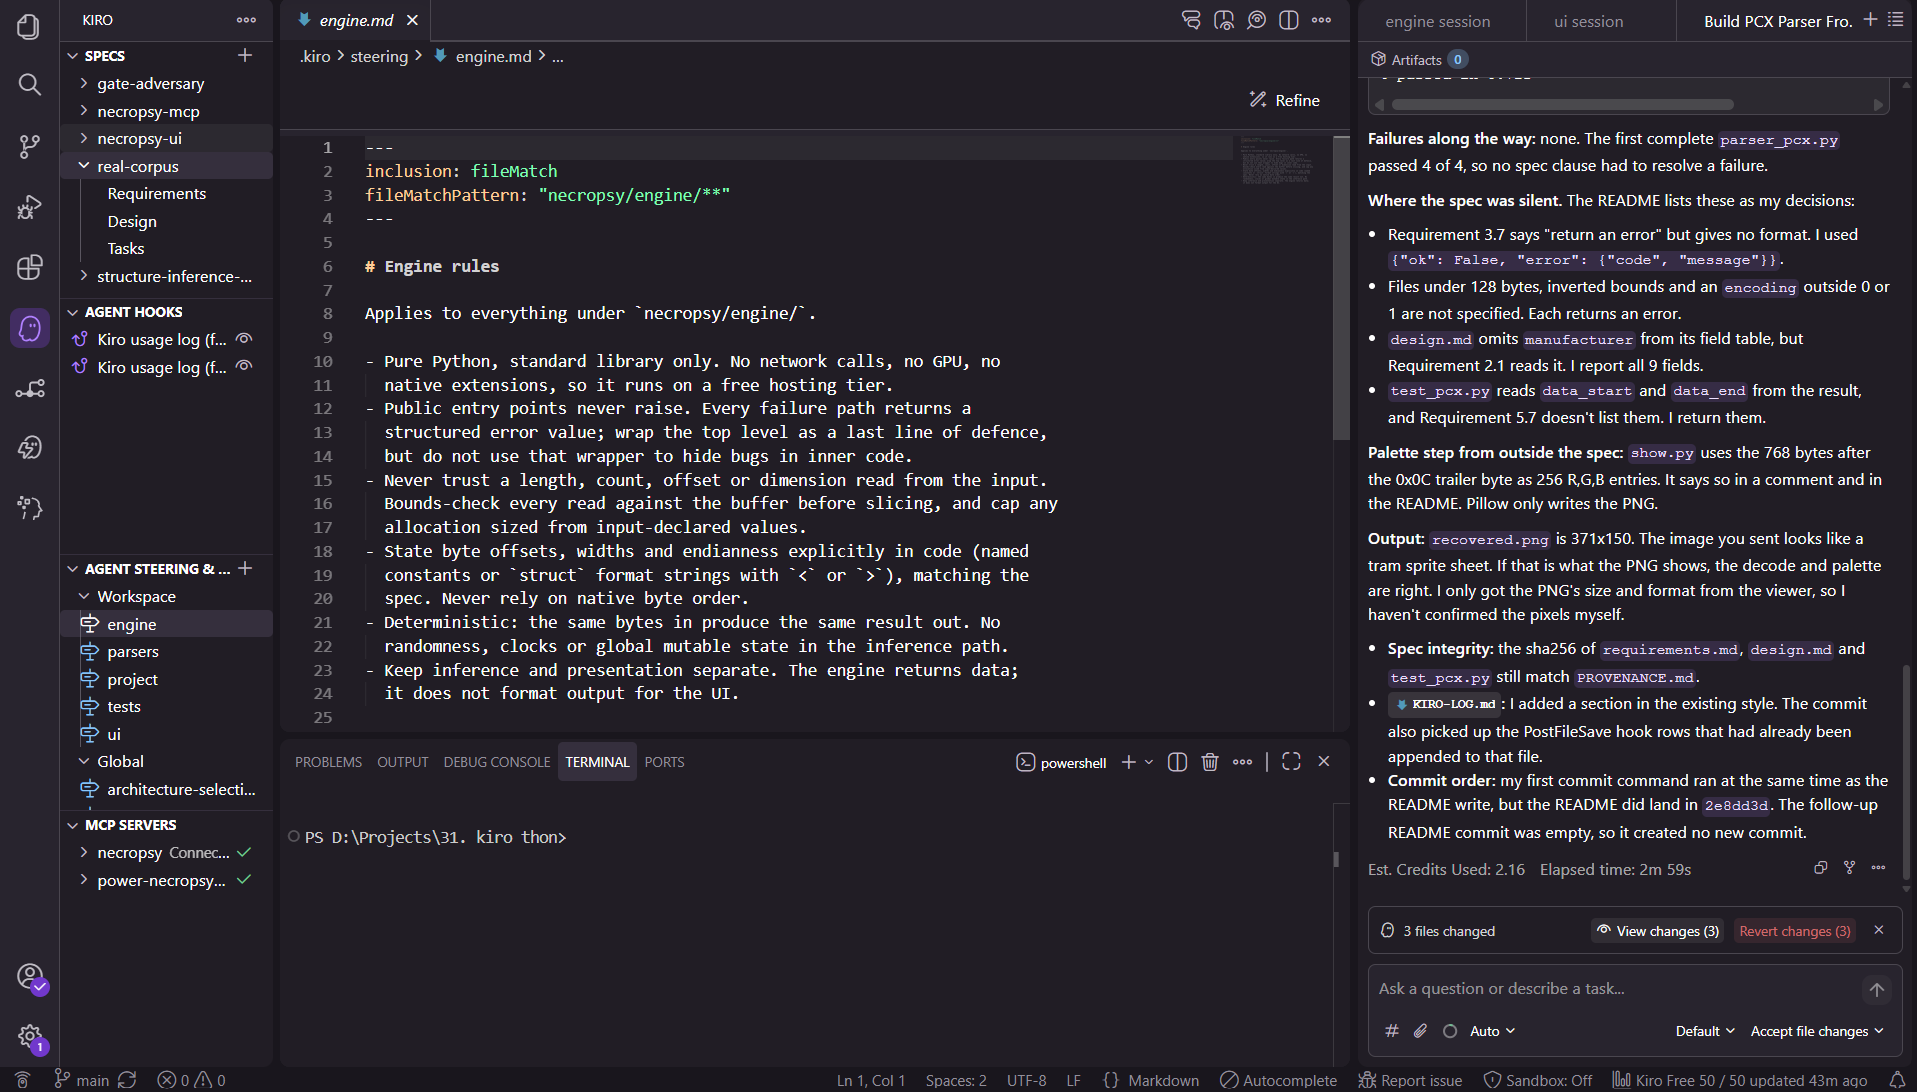 KIRO
SPECS
gate-adversary
necropsy-mcp
necropsy-ui
real-corpus
Requirements
Design
Tasks
structure-inference-...
AGENT HOOKS
Kiro usage log (f...
Kiro usage log (f...
AGENT STEERING & ...
Workspace
engine
parsers
project
tests
ui
Global
architecture-selecti...
MCP SERVERS
necropsy Connec...
power-necropsy...
1
engine.md
.kiro > steering > engine.md > ...
Refine
1 ---
2 inclusion: fileMatch
3 fileMatchPattern: "necropsy/engine/**"
4 ---
5
6 # Engine rules
7
8 Applies to everything under `necropsy/engine/`.
9
10 - Pure Python, standard library only. No network calls, no GPU, no
11 native extensions, so it runs on a free hosting tier.
12 - Public entry points never raise. Every failure path returns a
13 structured error value; wrap the top level as a last line of defence,
14 but do not use that wrapper to hide bugs in inner code.
15 - Never trust a length, count, offset or dimension read from the input.
16 Bounds-check every read against the buffer before slicing, and cap any
17 allocation sized from input-declared values.
18 - State byte offsets, widths and endianness explicitly in code (named
19 constants or `struct` format strings with `<` or `>`), matching the
20 spec. Never rely on native byte order.
21 - Deterministic: the same bytes in produce the same result out. No
22 randomness, clocks or global mutable state in the inference path.
23 - Keep inference and presentation separate. The engine returns data;
24 it does not format output for the UI.
25
PROBLEMS OUTPUT DEBUG CONSOLE TERMINAL PORTS
powershell
PS D:\Projects\31. kiro thon>
engine session
ui session
Build PCX Parser Fro.
Artifacts 0
Failures along the way: none. The first complete parser_pcx.py
passed 4 of 4, so no spec clause had to resolve a failure.
Where the spec was silent. The README lists these as my decisions:
• Requirement 3.7 says "return an error" but gives no format. I used
{"ok": False, "error": {"code", "message"}}.
• Files under 128 bytes, inverted bounds and an encoding outside 0 or
1 are not specified. Each returns an error.
• design.md omits manufacturer from its field table, but
Requirement 2.1 reads it. I report all 9 fields.
• test_pcx.py reads data_start and data_end from the result,
and Requirement 5.7 doesn't list them. I return them.
Palette step from outside the spec: show.py uses the 768 bytes after
the 0x0C trailer byte as 256 R,G,B entries. It says so in a comment and in
the README. Pillow only writes the PNG.
Output: recovered.png is 371x150. The image you sent looks like a
tram sprite sheet. If that is what the PNG shows, the decode and palette
are right. I only got the PNG's size and format from the viewer, so I
haven't confirmed the pixels myself.
• Spec integrity: the sha256 of requirements.md, design.md and
test_pcx.py still match PROVENANCE.md.
• KIRO-LOG.md: I added a section in the existing style. The commit
also picked up the PostFileSave hook rows that had already been
appended to that file.
• Commit order: my first commit command ran at the same time as the
README write, but the README did land in 2e8dd3d. The follow-up
README commit was empty, so it created no new commit.
Est. Credits Used: 2.16 Elapsed time: 2m 59s
3 files changed
View changes (3)
Revert changes (3)
Ask a question or describe a task...
Auto
Default
Accept file changes
main
0 0
Ln 1, Col 1
Spaces: 2
UTF-8
LF
{} Markdown
Autocomplete
Report issue
Sandbox: Off
Kiro Free 50 / 50 updated 43m ago